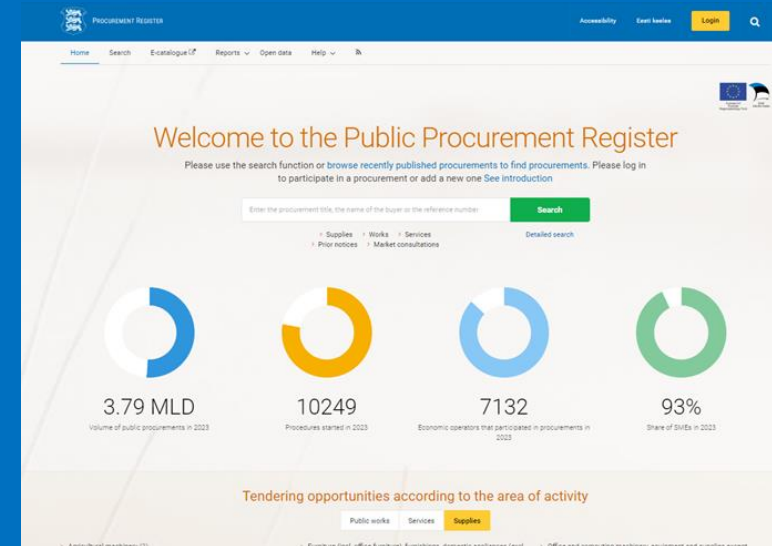 PROCUREMENT REGISTER
Accessibility Eesti keeles Login
Home Search E-catalogue Reports Open data Help
Welcome to the Public Procurement Register
Please use the search function or browse recently published procurements to find procurements. Please log in
to participate in a procurement or add a new one See introduction
Enter the procurement title, the name of the buyer or the reference number Search
Supplies Works Services Detailed search
Prior notices Market consultations
3.79 MLD 10249 7132 93%
Volume of public procurements in 2023 Procedures started in 2023 Economic operators that participated in procurements in Share of SMEs in 2023
2023
Tendering opportunities according to the area of activity
Public works Services Supplies